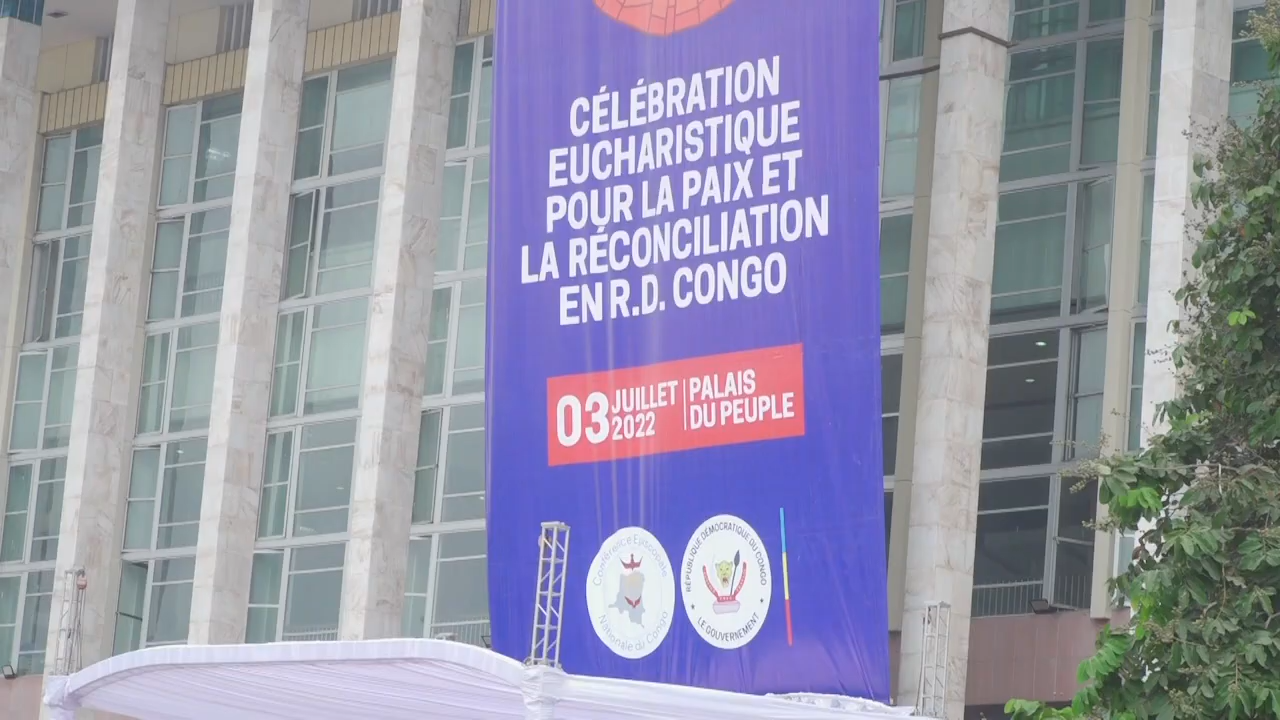 CÉLÉBRATION
EUCHARISTIQUE
POUR LA PAIX ET
LA RÉCONCILIATION
EN R.D. CONGO
03 JUILLET 2022 | PALAIS DU PEUPLE
Conférence Episcopale
Nationale du Congo
RÉPUBLIQUE DÉMOCRATIQUE DU CONGO
LE GOUVERNEMENT